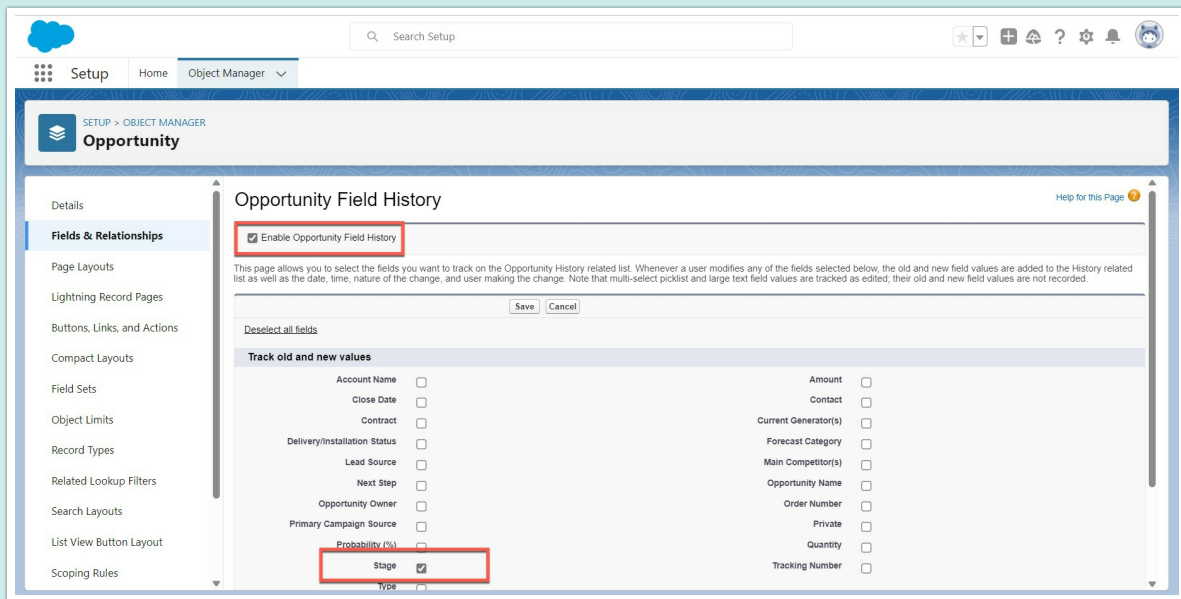 Search Setup
Setup
Home
Object Manager
SETUP > OBJECT MANAGER
Opportunity
Details
Fields & Relationships
Page Layouts
Lightning Record Pages
Buttons, Links, and Actions
Compact Layouts
Field Sets
Object Limits
Record Types
Related Lookup Filters
Search Layouts
List View Button Layout
Scoping Rules
Opportunity Field History
Help for this Page
Enable Opportunity Field History
This page allows you to select the fields you want to track on the Opportunity History related list. Whenever a user modifies any of the fields selected below, the old and new field values are added to the History related
list as well as the date, time, nature of the change, and user making the change. Note that multi-select picklist and large text field values are tracked as edited; their old and new field values are not recorded.
Save Cancel
Deselect all fields
Track old and new values
Account Name Amount
Close Date Contact
Contract Current Generator(s)
Delivery/Installation Status Forecast Category
Lead Source Main Competitor(s)
Next Step Opportunity Name
Opportunity Owner Order Number
Primary Campaign Source Private
Probability (%) Quantity
Stage Tracking Number
Type